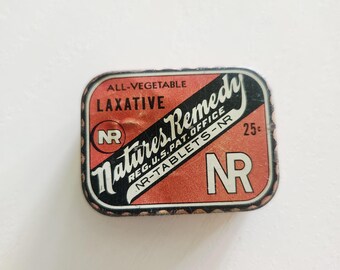 ALL-VEGETABLE
LAXATIVE
NR
Natures Remedy
25¢
REG. U.S. PAT. OFFICE
NR-TABLETS-NR
NR